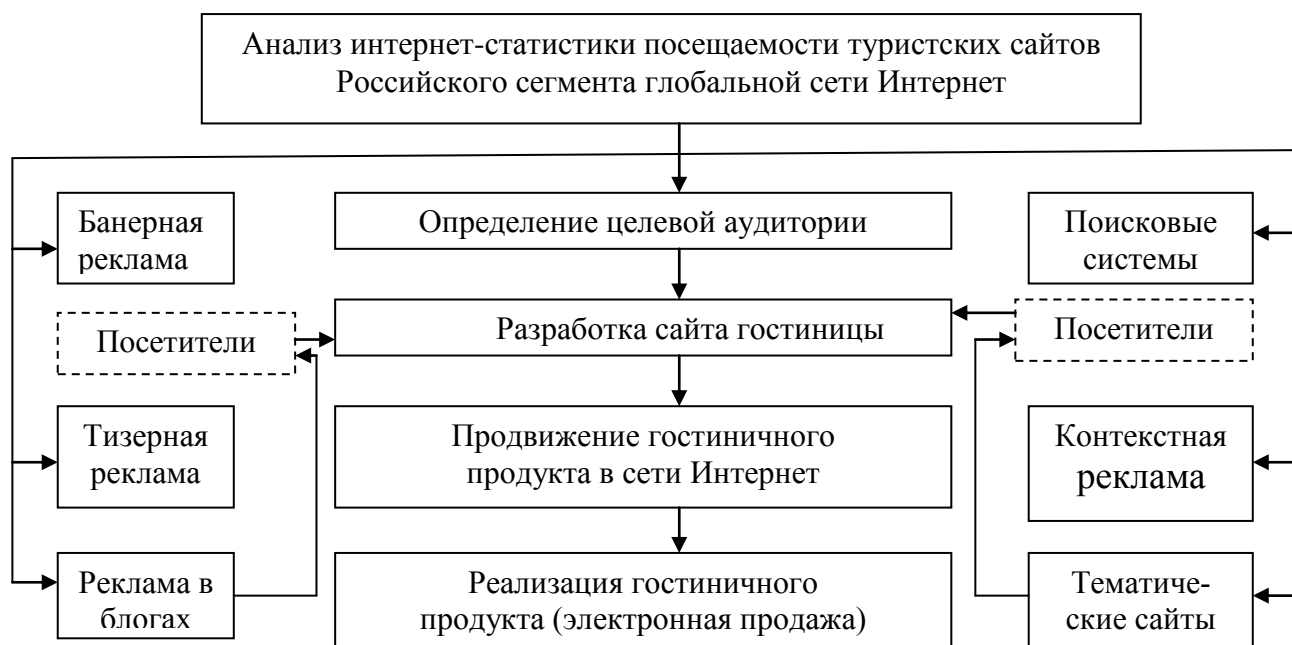 Анализ интернет-статистики посещаемости туристских сайтов
Российского сегмента глобальной сети Интернет
Банерная
реклама
Определение целевой аудитории
Поисковые
системы
Посетители
Разработка сайта гостиницы
Посетители
Тизерная
реклама
Продвижение гостиничного
продукта в сети Интернет
Контекстная
реклама
Реклама в
блогах
Реализация гостиничного
продукта (электронная продажа)
Тематиче-
ские сайты